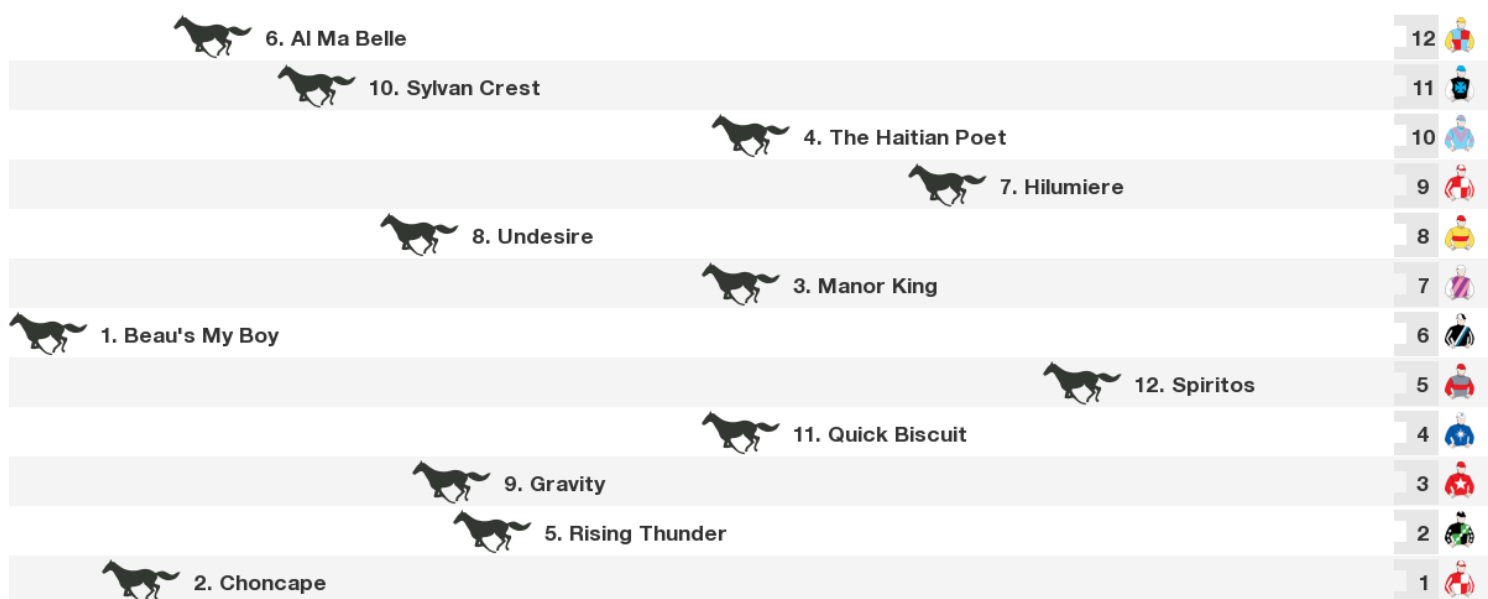 6. Al Ma Belle 12
10. Sylvan Crest 11
4. The Haitian Poet 10
7. Hilumiere 9
8. Undesire 8
3. Manor King 7
1. Beau's My Boy 6
12. Spiritos 5
11. Quick Biscuit 4
9. Gravity 3
5. Rising Thunder 2
2. Choncape 1